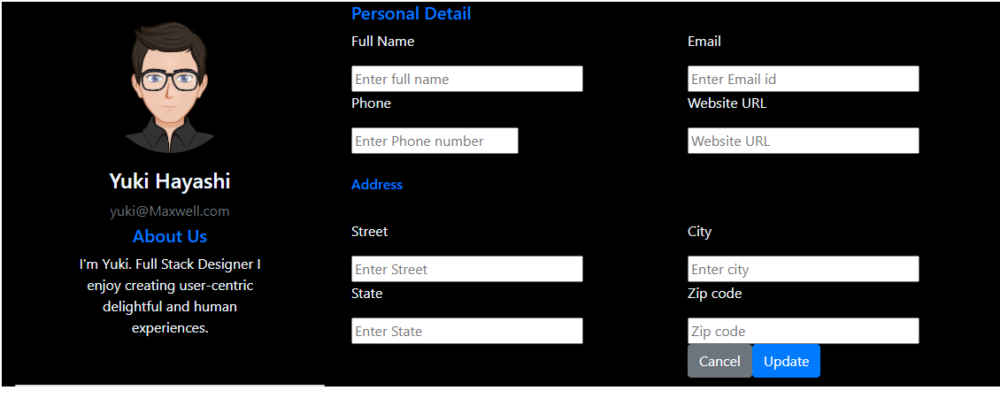 Yuki Hayashi
yuki@Maxwell.com
About Us
I'm Yuki. Full Stack Designer I
enjoy creating user-centric
delightful and human
experiences.
Personal Detail
Full Name
Email
Enter full name
Enter Email id
Phone
Website URL
Enter Phone number
Website URL
Address
Street
City
Enter Street
Enter city
State
Zip code
Enter State
Zip code
Cancel
Update